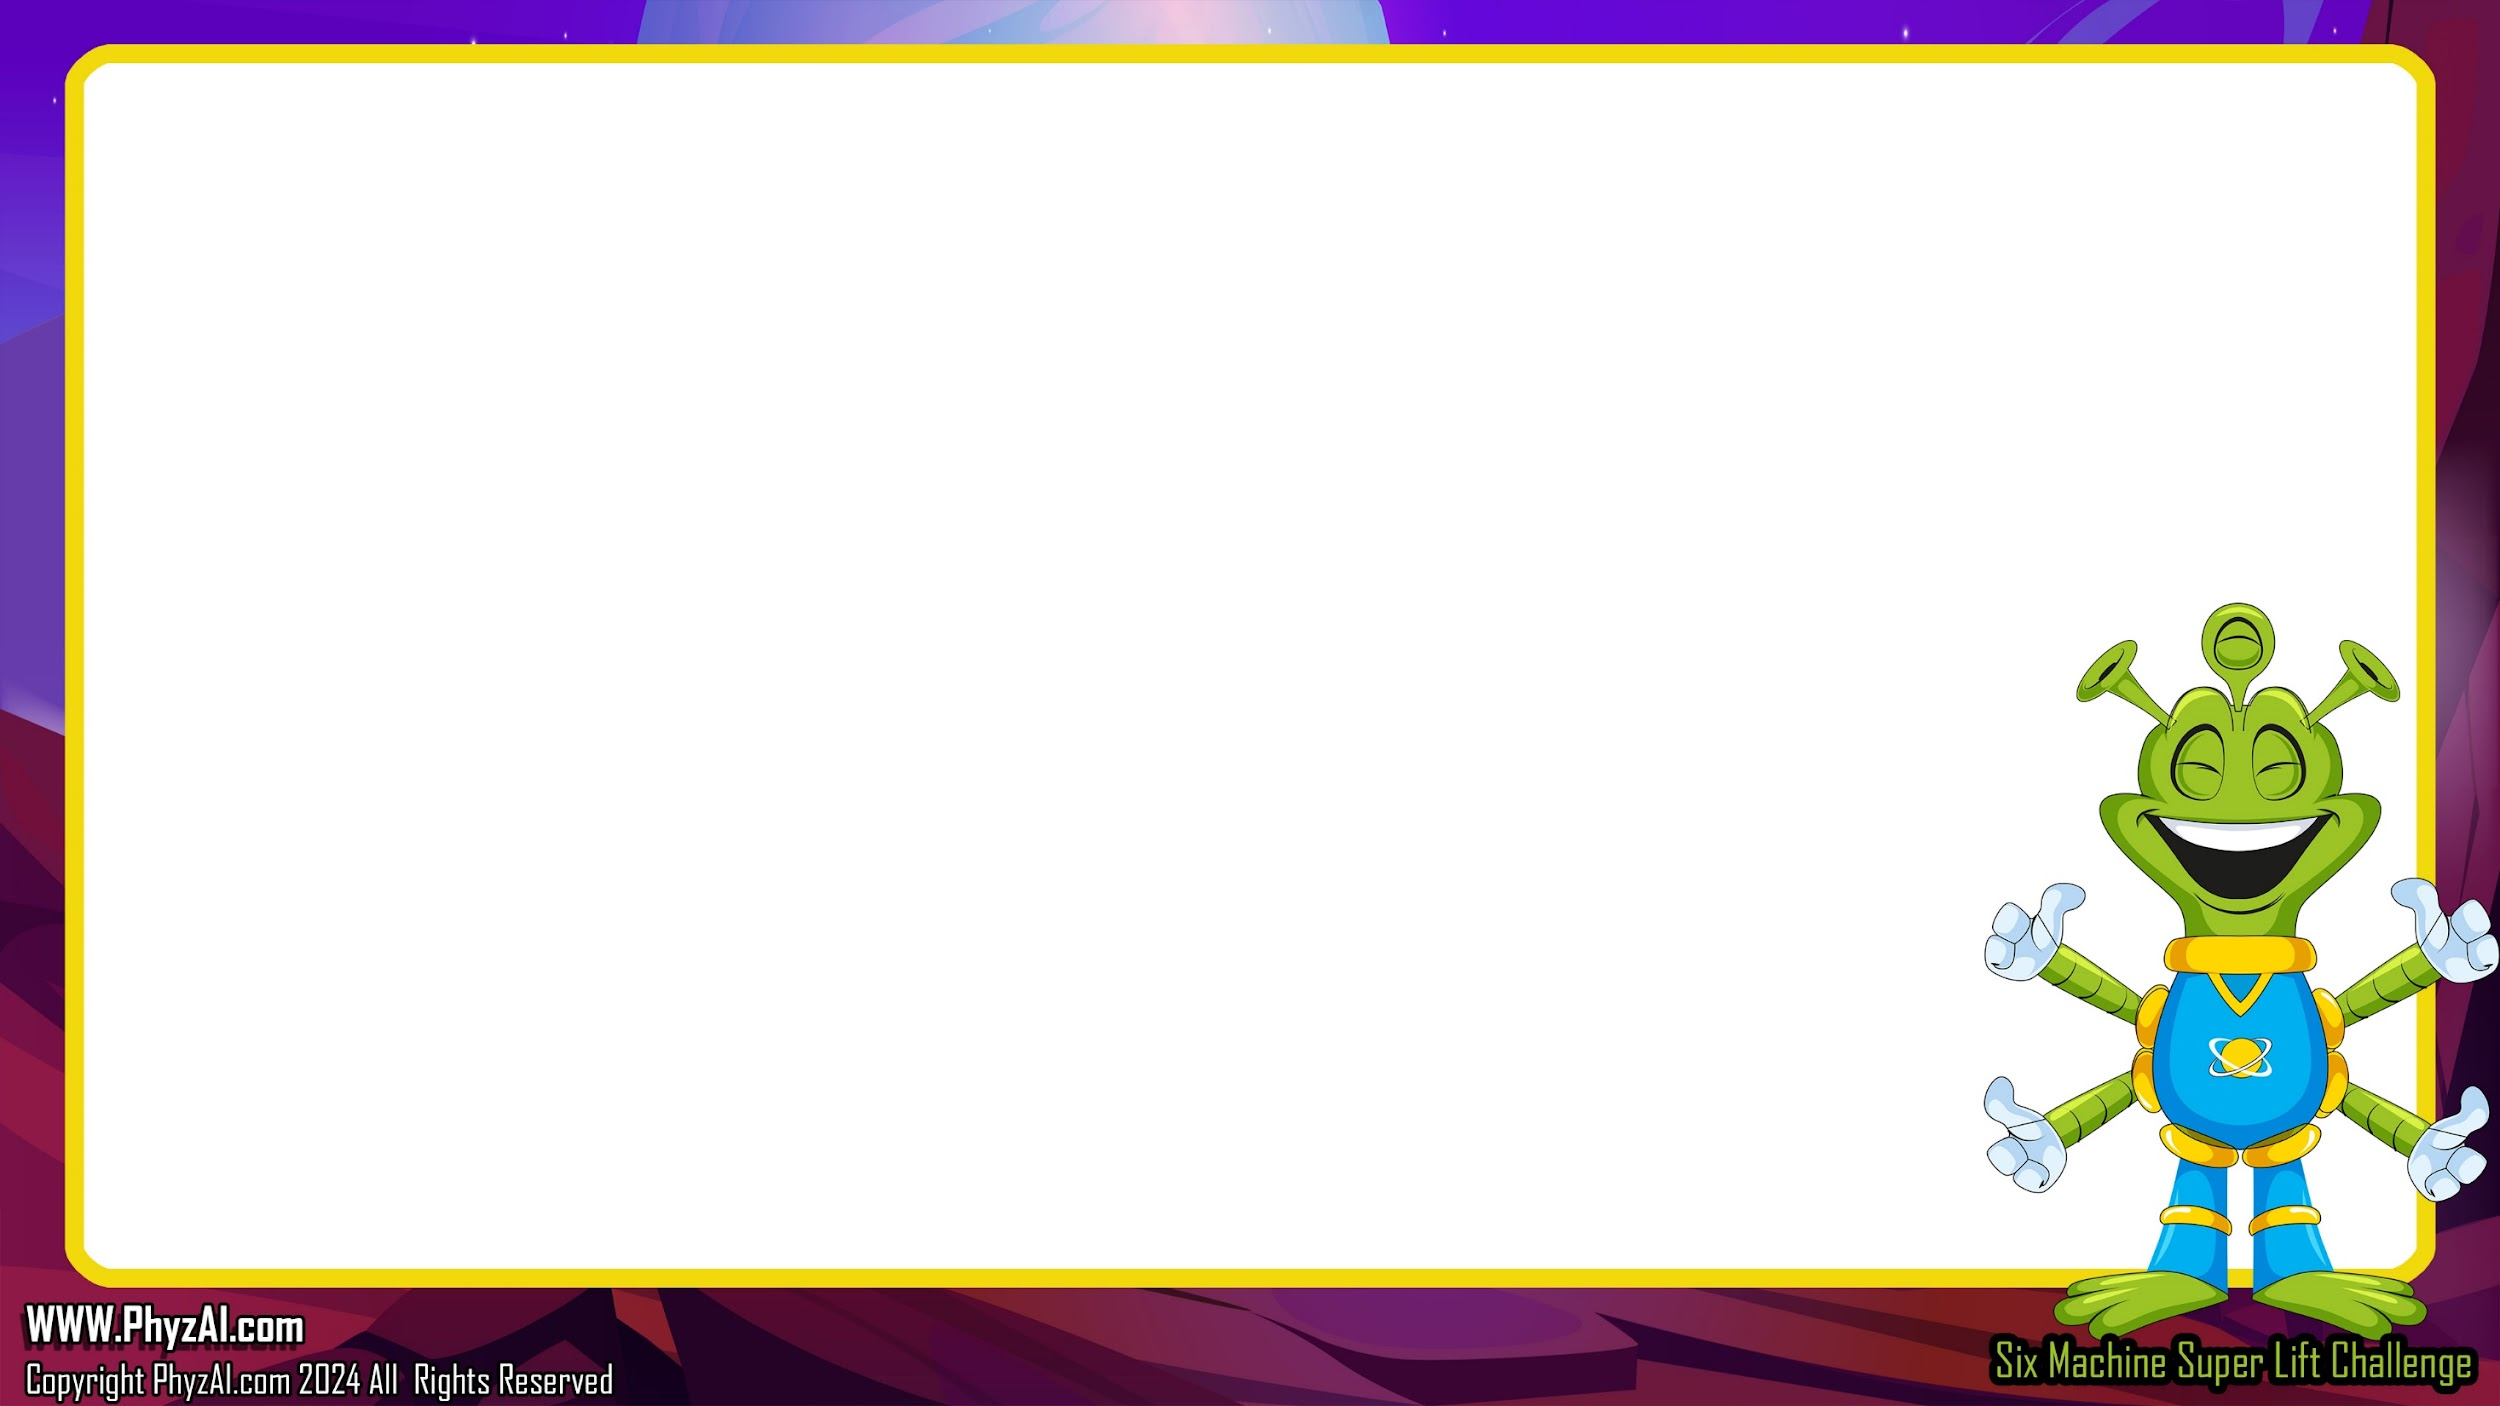 WWW.PhyzAI.com
Copyright PhyzAI.com 2024 All Rights Reserved
Six Machine Super Lift Challenge